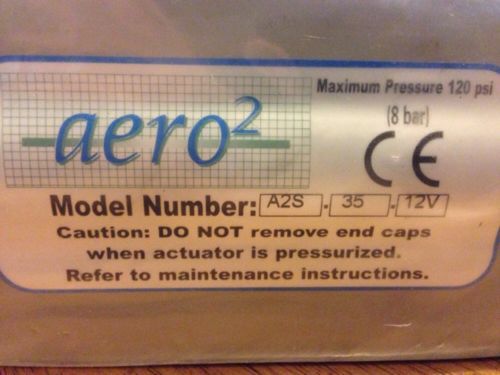 aero²
Maximum Pressure 120 psi
(8 bar)
CE
Model Number: A2S . 35 . 12V
Caution: DO NOT remove end caps
when actuator is pressurized.
Refer to maintenance instructions.